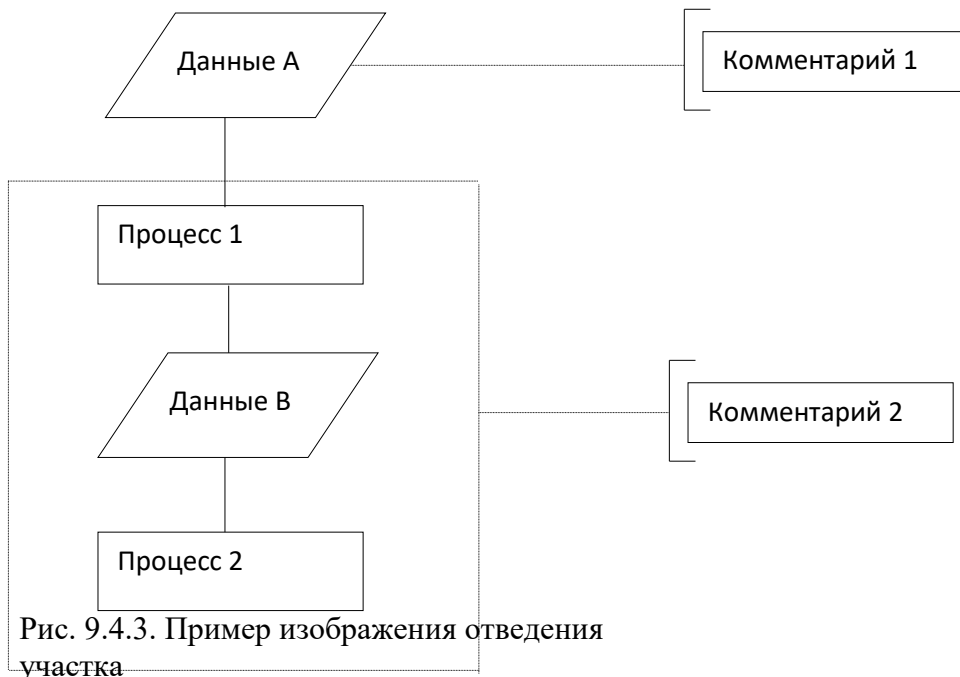 Данные А
Комментарий 1
Процесс 1
Данные В
Комментарий 2
Процесс 2
Рис. 9.4.3. Пример изображения отведения
участка